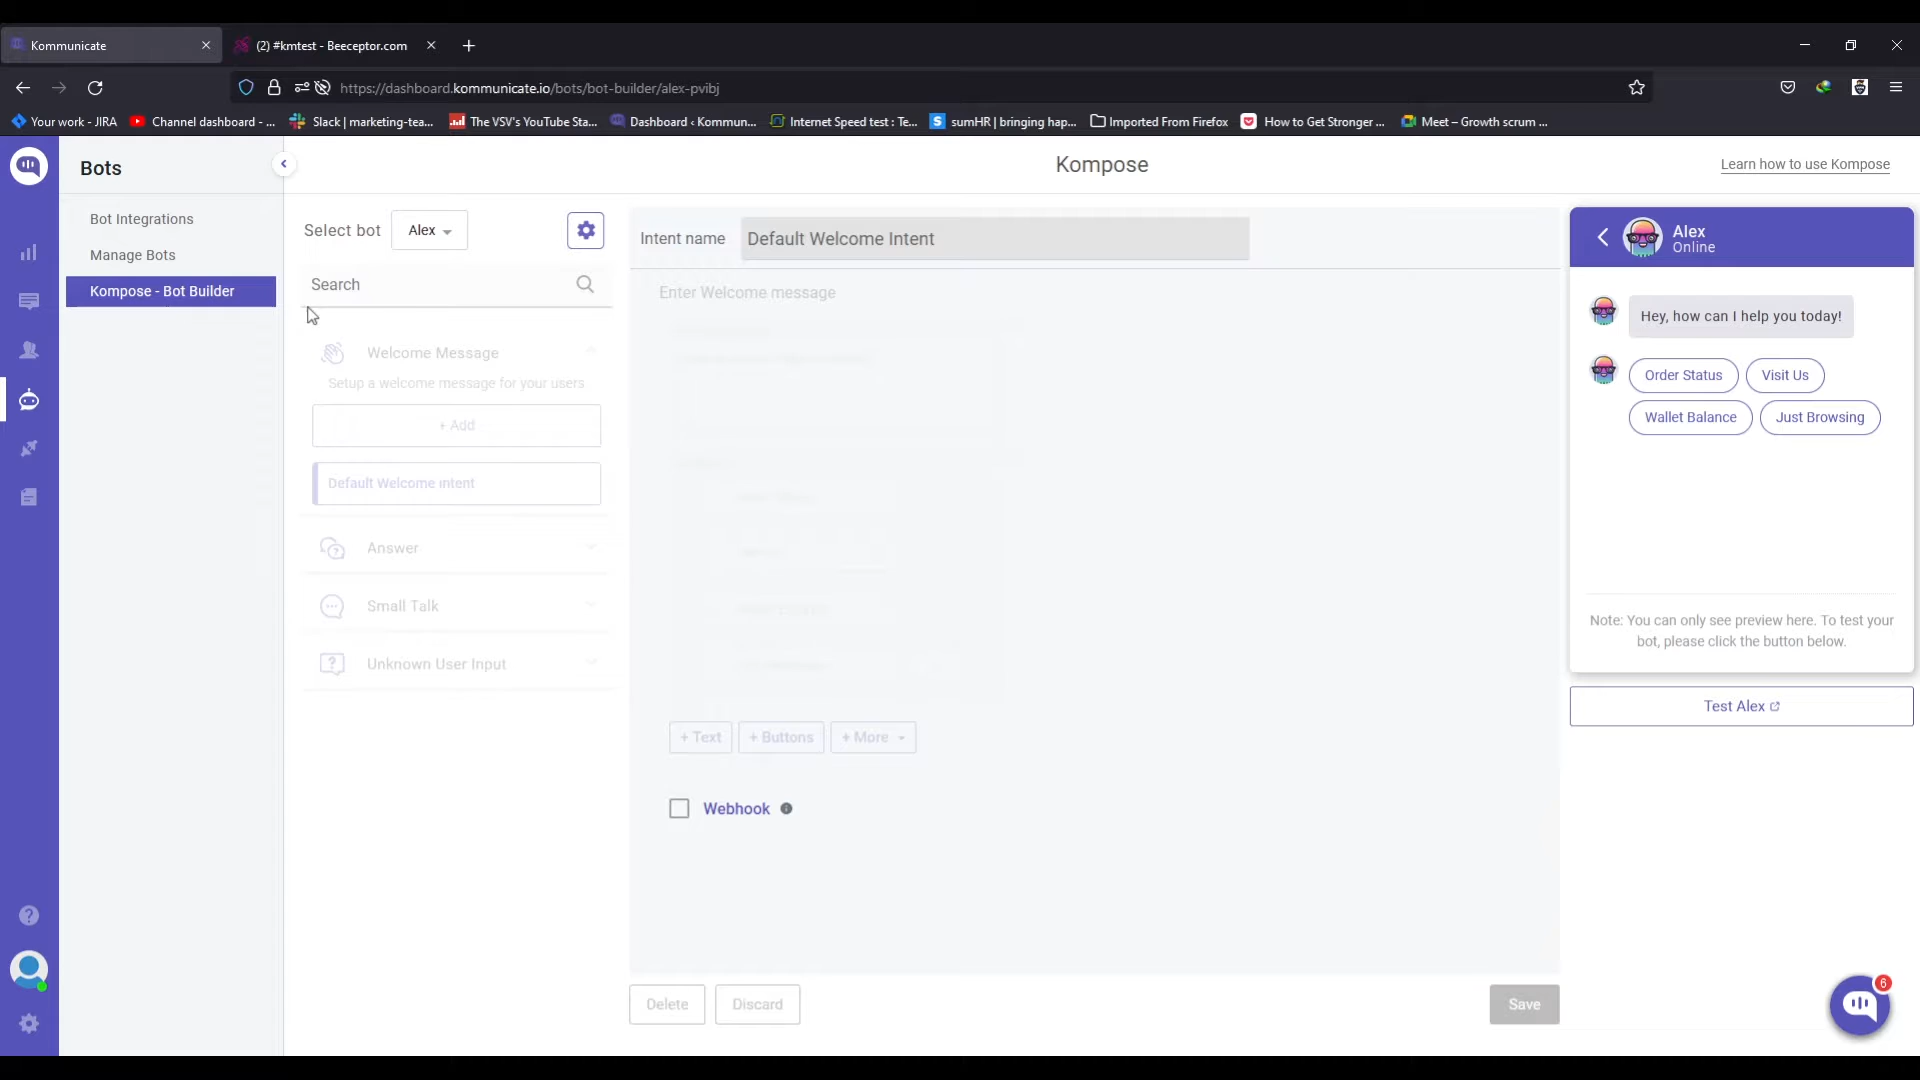 Kommunicate
(2) #kmtest - Beeceptor.com
https://dashboard.kommunicate.io/bots/bot-builder/alex-pvibj
Your work - JIRA
Channel dashboard - ...
Slack | marketing-tea...
The VSV's YouTube Sta...
Dashboard ‹ Kommun...
Internet Speed test : Te...
sumHR | bringing hap...
Imported From Firefox
How to Get Stronger ...
Meet – Growth scrum ...
Bots
Bot Integrations
Manage Bots
Kompose - Bot Builder
Kompose
Learn how to use Kompose
Select bot
Alex
Search
Welcome Message
Setup a welcome message for your users
+ Add
Default Welcome intent
Answer
Small Talk
Unknown User Input
Intent name
Default Welcome Intent
Enter Welcome message
+ Text
+ Buttons
+ More
Webhook
Delete
Discard
Save
Alex
Online
Hey, how can I help you today!
Order Status
Visit Us
Wallet Balance
Just Browsing
Note: You can only see preview here. To test your
bot, please click the button below.
Test Alex
6